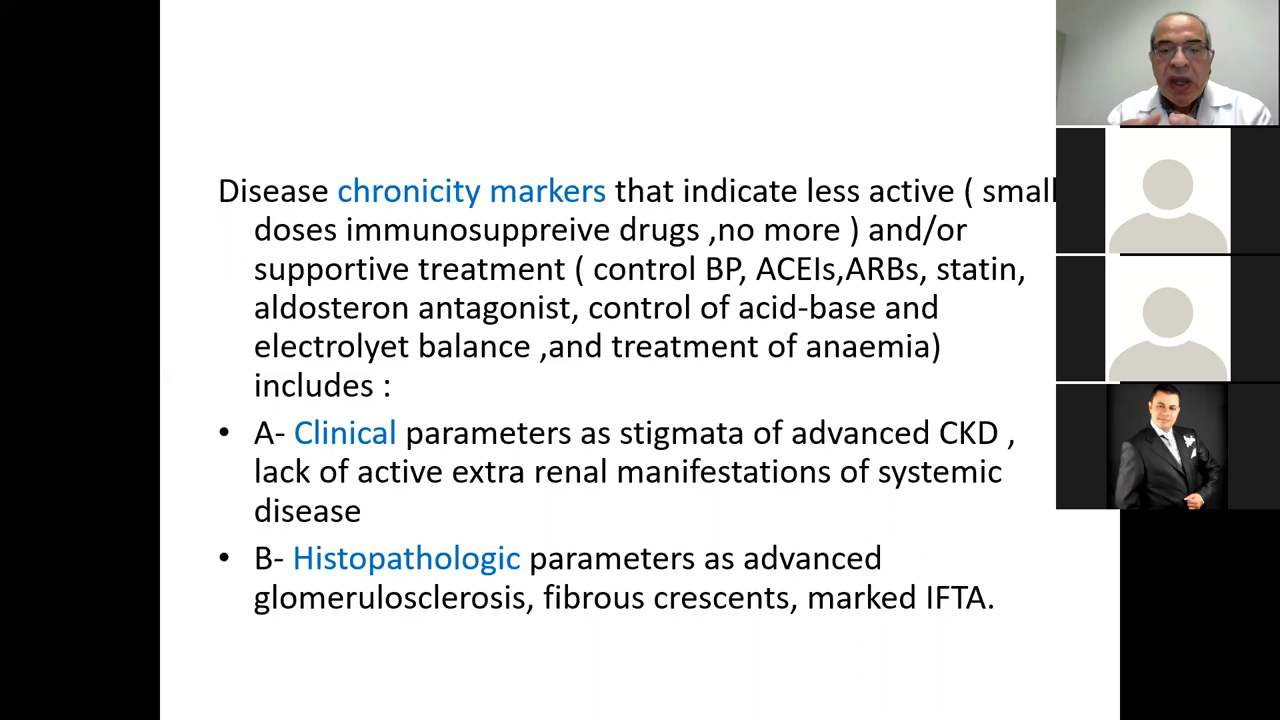 Disease chronicity markers that indicate less active ( small
doses immunosuppreive drugs ,no more ) and/or
supportive treatment ( control BP, ACEIs,ARBs, statin,
aldosteron antagonist, control of acid-base and
electrolyet balance ,and treatment of anaemia)
includes :
• A- Clinical parameters as stigmata of advanced CKD ,
lack of active extra renal manifestations of systemic
disease
• B- Histopathologic parameters as advanced
glomerulosclerosis, fibrous crescents, marked IFTA.